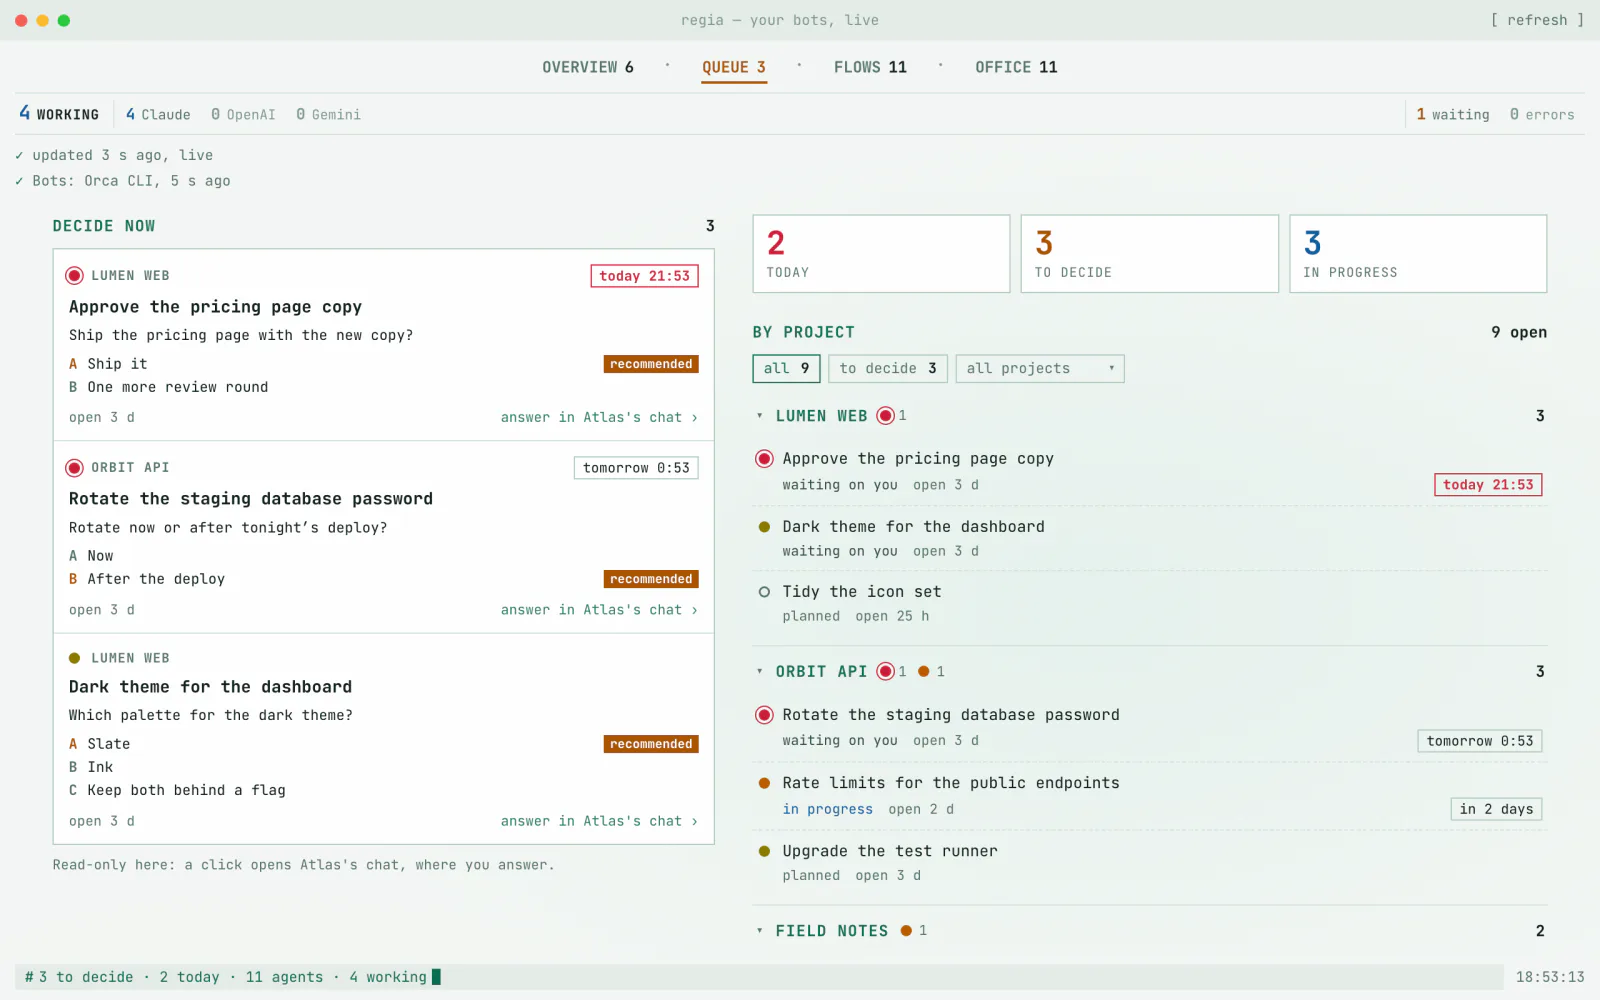 regia — your bots, live
[ refresh ]
OVERVIEW 6 · QUEUE 3 · FLOWS 11 · OFFICE 11
4 WORKING 4 Claude 0 OpenAI 0 Gemini
1 waiting 0 errors
✓ updated 3 s ago, live
✓ Bots: Orca CLI, 5 s ago
DECIDE NOW 3
LUMEN WEB today 21:53
Approve the pricing page copy
Ship the pricing page with the new copy?
A Ship it recommended
B One more review round
open 3 d answer in Atlas's chat ›
ORBIT API tomorrow 0:53
Rotate the staging database password
Rotate now or after tonight’s deploy?
A Now
B After the deploy recommended
open 3 d answer in Atlas's chat ›
LUMEN WEB
Dark theme for the dashboard
Which palette for the dark theme?
A Slate recommended
B Ink
C Keep both behind a flag
open 3 d answer in Atlas's chat ›
Read-only here: a click opens Atlas's chat, where you answer.
2
TODAY
3
TO DECIDE
3
IN PROGRESS
BY PROJECT 9 open
all 9 to decide 3 all projects ▾
▾ LUMEN WEB 1 3
Approve the pricing page copy
waiting on you open 3 d today 21:53
Dark theme for the dashboard
waiting on you open 3 d
Tidy the icon set
planned open 25 h
▾ ORBIT API 1 1 3
Rotate the staging database password
waiting on you open 3 d tomorrow 0:53
Rate limits for the public endpoints
in progress open 2 d in 2 days
Upgrade the test runner
planned open 3 d
▾ FIELD NOTES 1 2
# 3 to decide · 2 today · 11 agents · 4 working
18:53:13